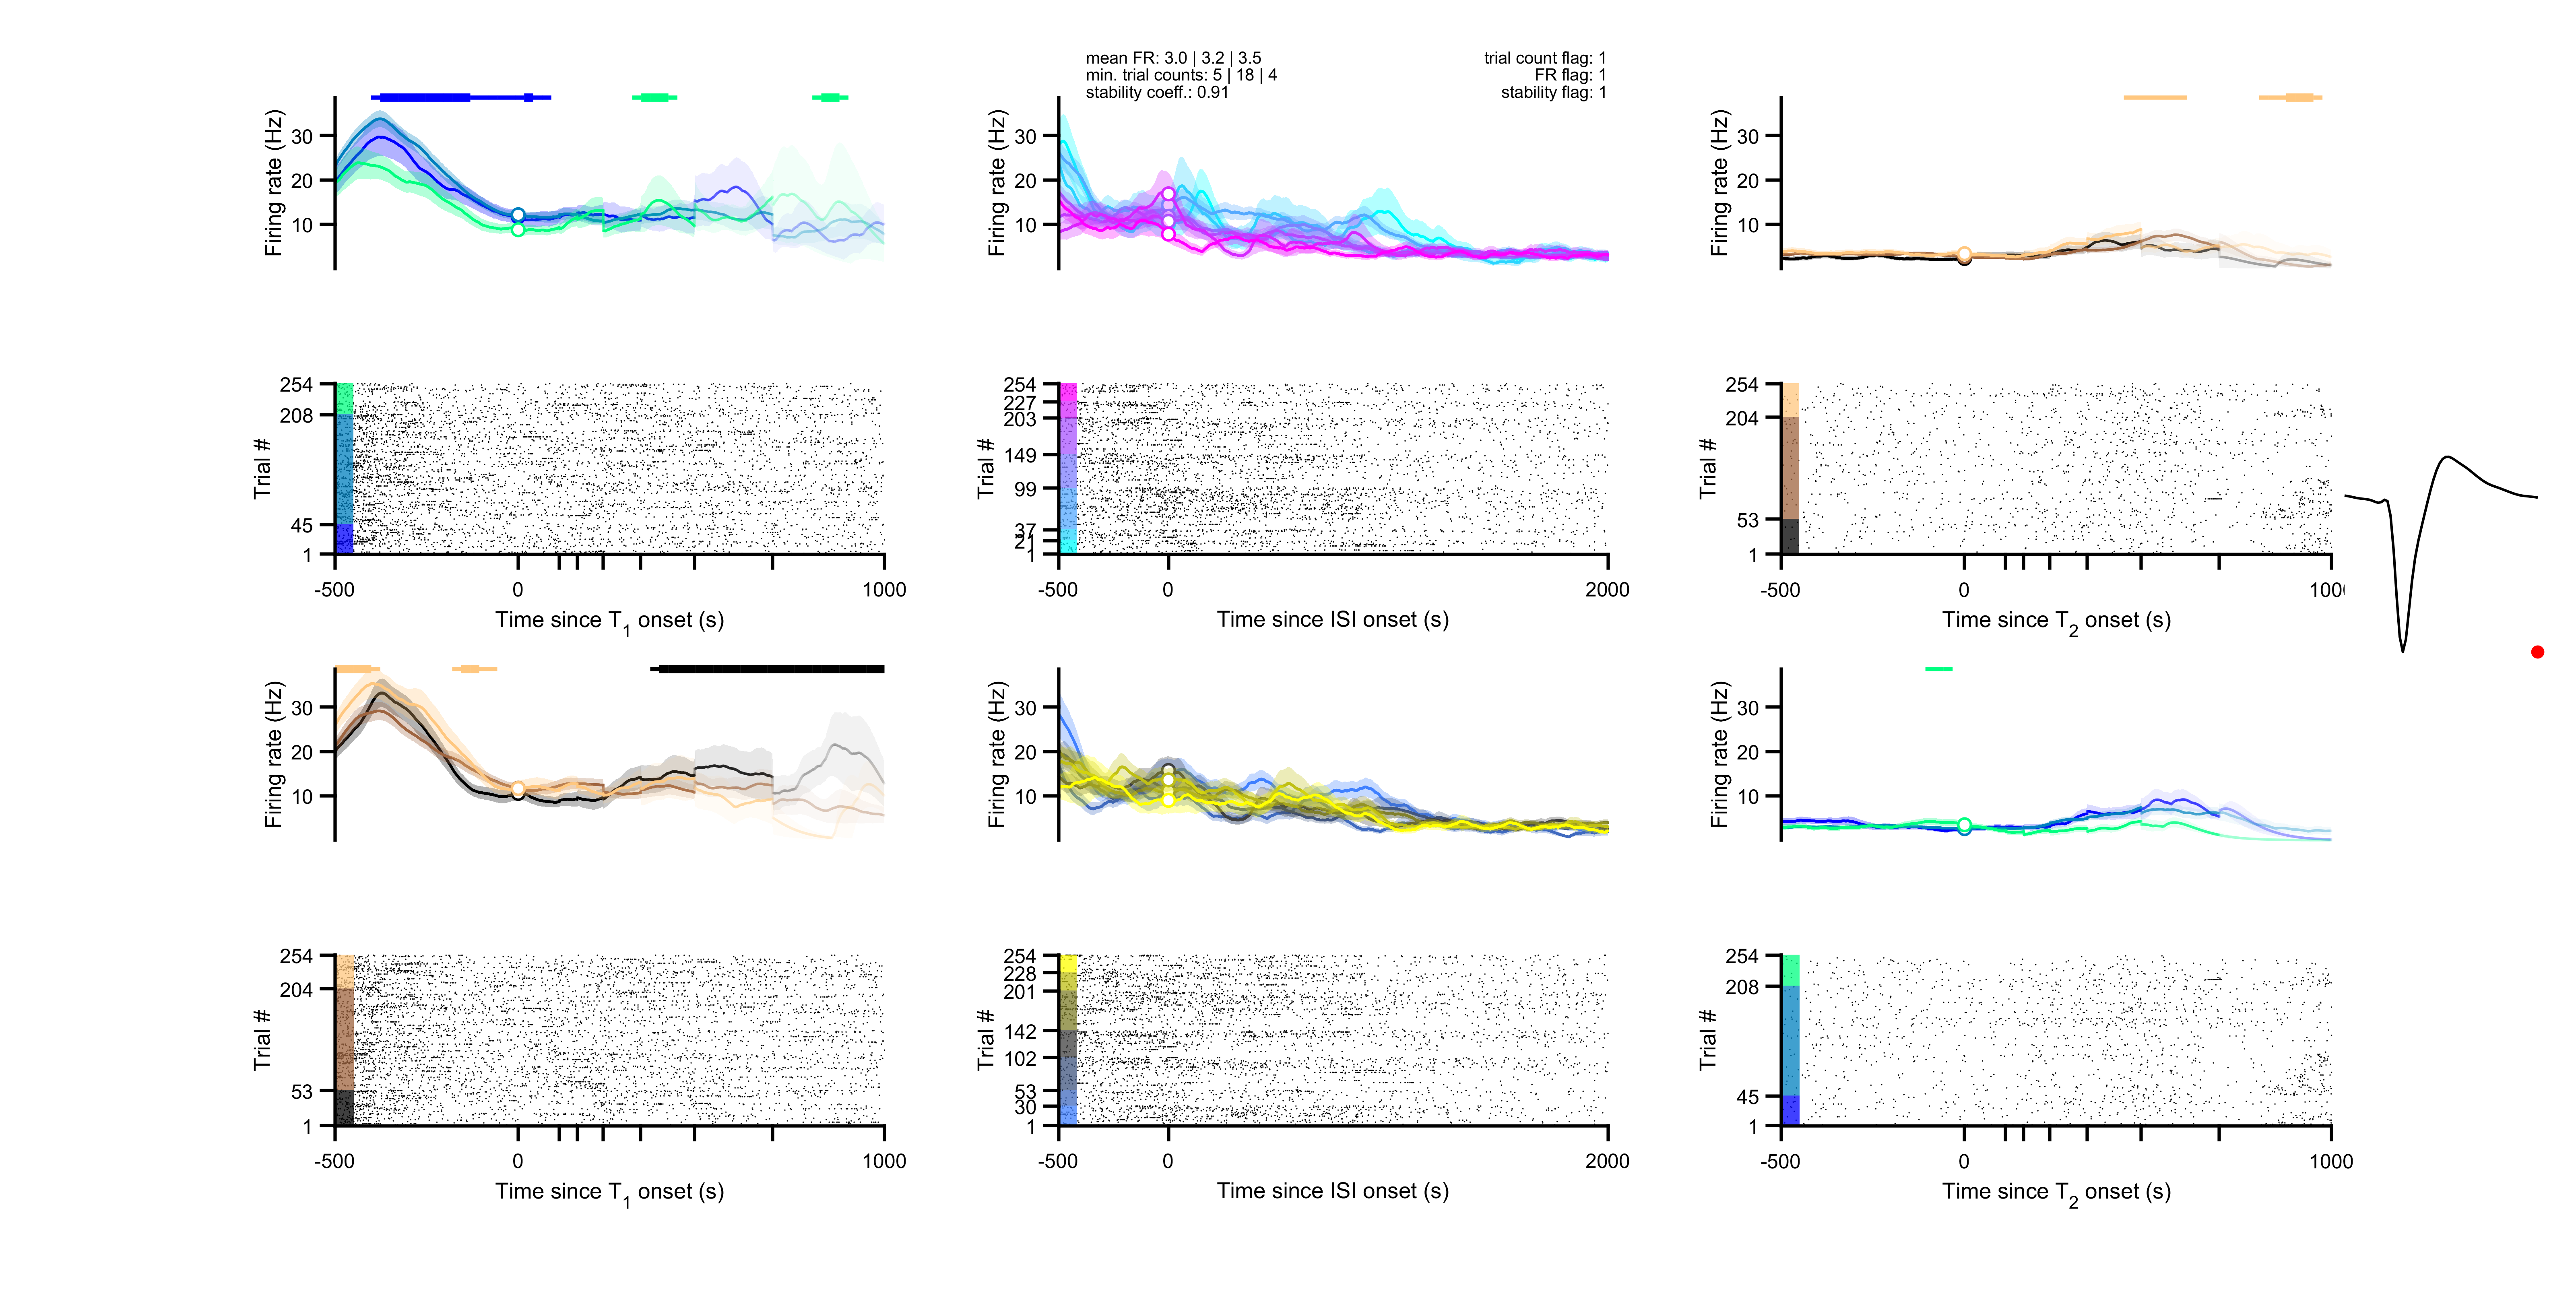 mean FR: 3.0 | 3.2 | 3.5
min. trial counts: 5 | 18 | 4
stability coeff.: 0.91
trial count flag: 1
FR flag: 1
stability flag: 1
Firing rate (Hz)
30
20
10
Firing rate (Hz)
30
20
10
Firing rate (Hz)
30
20
10
Trial #
254
208
45
1
-500
0
1000
Time since T1 onset (s)
Trial #
254
227
203
149
99
37
21
1
-500
0
2000
Time since ISI onset (s)
Trial #
254
204
53
1
-500
0
Time since T2 onset (s)
Firing rate (Hz)
30
20
10
Firing rate (Hz)
30
20
10
Firing rate (Hz)
30
20
10
Trial #
254
204
53
1
-500
0
1000
Time since T1 onset (s)
Trial #
254
228
201
142
102
53
30
1
-500
0
2000
Time since ISI onset (s)
Trial #
254
208
45
1
-500
0
1000
Time since T2 onset (s)